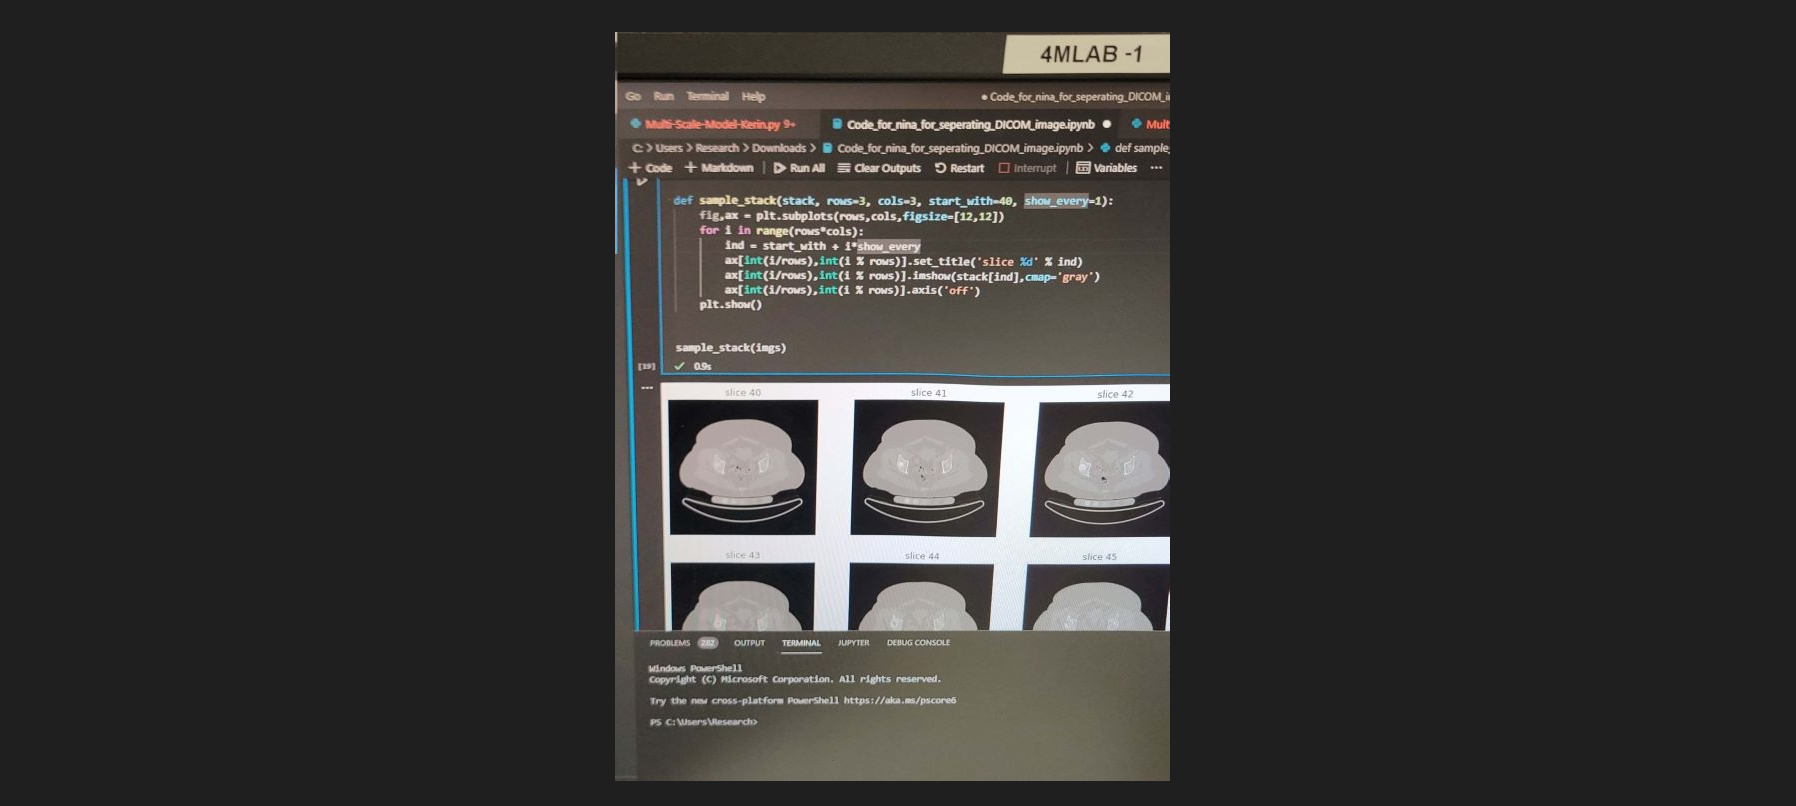 4MLAB -1
Go Run Terminal Help
● Code_for_nina_for_seperating_DICOM_i
Multi-Scale-Model-Kerin.py 9+
Code_for_nina_for_seperating_DICOM_image.ipynb ●
Mult
C: > Users > Research > Downloads > Code_for_nina_for_seperating_DICOM_image.ipynb > def sample_
+ Code + Markdown | Run All Clear Outputs Restart Interrupt | Variables ...
def sample_stack(stack, rows=3, cols=3, start_with=40, show_every=1):
fig,ax = plt.subplots(rows,cols,figsize=[12,12])
for i in range(rows*cols):
ind = start_with + i*show_every
ax[int(i/rows),int(i % rows)].set_title('slice %d' % ind)
ax[int(i/rows),int(i % rows)].imshow(stack[ind],cmap='gray')
ax[int(i/rows),int(i % rows)].axis('off')
plt.show()
sample_stack(imgs)
[19] ✓ 0.9s
...
slice 40 slice 41 slice 42
slice 43 slice 44 slice 45
PROBLEMS 282 OUTPUT TERMINAL JUPYTER DEBUG CONSOLE
Windows PowerShell
Copyright (C) Microsoft Corporation. All rights reserved.
Try the new cross-platform PowerShell https://aka.ms/pscore6
PS C:\Users\Research>